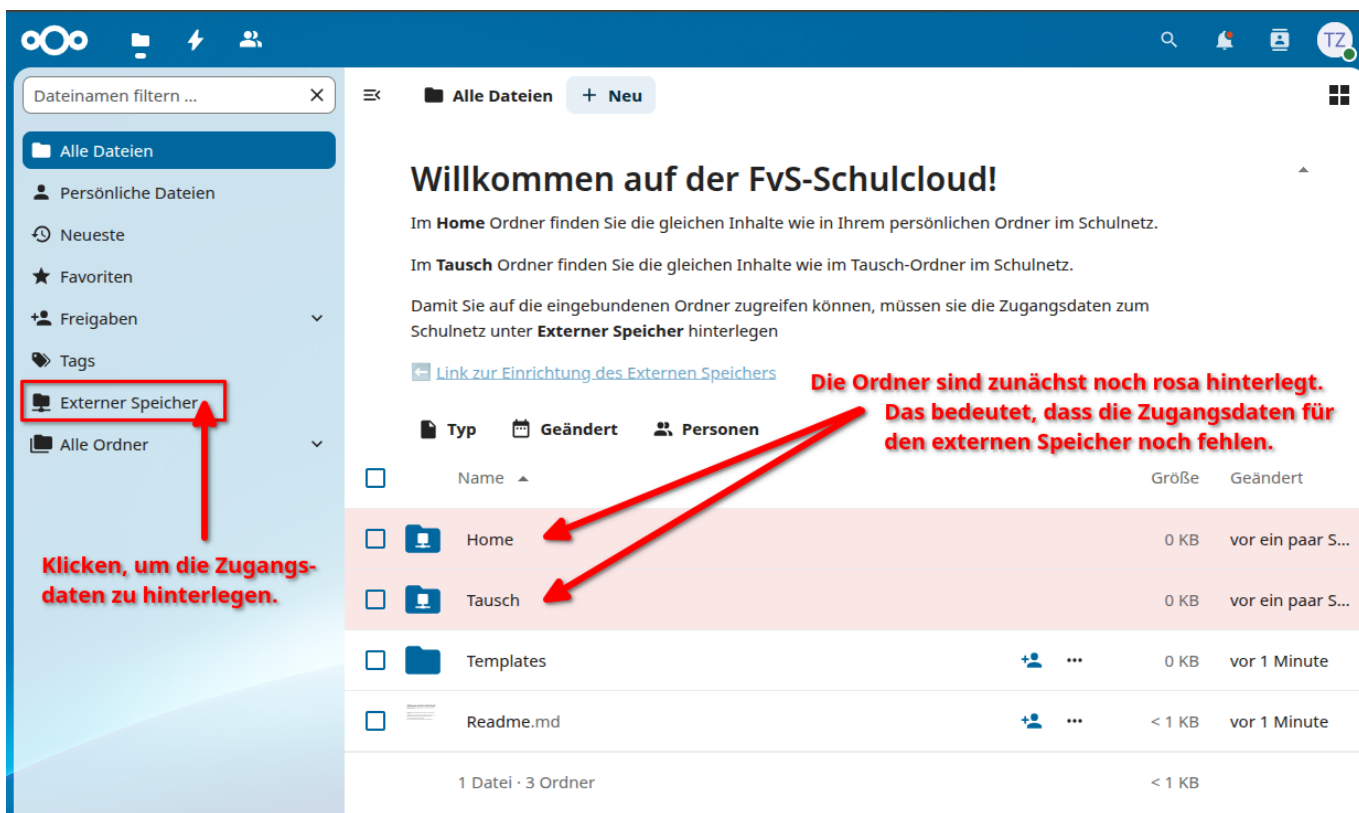 TZ
Dateinamen filtern ...
Alle Dateien
Persönliche Dateien
Neueste
Favoriten
Freigaben
Tags
Externer Speicher
Alle Ordner
Klicken, um die Zugangs-
daten zu hinterlegen.
Alle Dateien
+ Neu
Willkommen auf der FvS-Schulcloud!
Im Home Ordner finden Sie die gleichen Inhalte wie in Ihrem persönlichen Ordner im Schulnetz.
Im Tausch Ordner finden Sie die gleichen Inhalte wie im Tausch-Ordner im Schulnetz.
Damit Sie auf die eingebundenen Ordner zugreifen können, müssen sie die Zugangsdaten zum
Schulnetz unter Externer Speicher hinterlegen
Link zur Einrichtung des Externen Speichers
Die Ordner sind zunächst noch rosa hinterlegt.
Das bedeutet, dass die Zugangsdaten für
den externen Speicher noch fehlen.
Typ Geändert Personen
Name Größe Geändert
Home 0 KB vor ein paar S...
Tausch 0 KB vor ein paar S...
Templates 0 KB vor 1 Minute
Readme.md < 1 KB vor 1 Minute
1 Datei · 3 Ordner < 1 KB